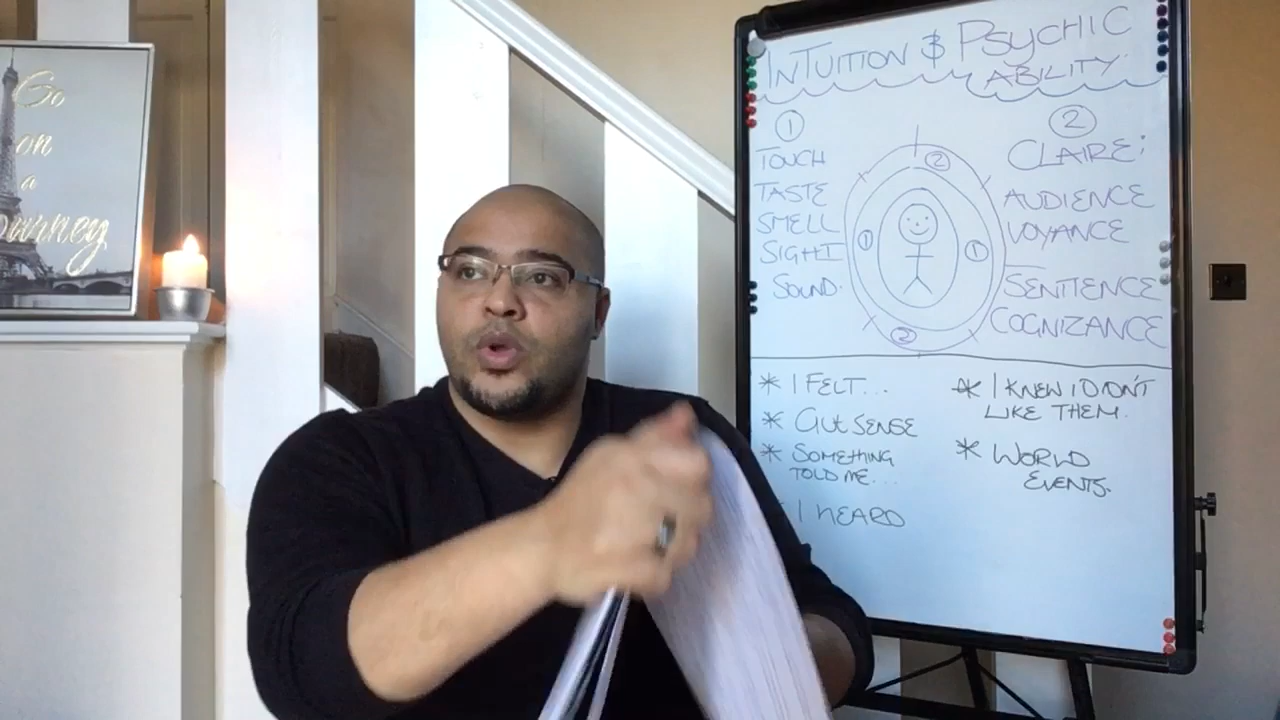 Go
on
a
INTUITION & PSYCHIC
ABILITY.
1
TOUCH
TASTE
SMELL
SIGHT
SOUND.
2
1
1
2
2
CLAIRE:
AUDIENCE
VOYANCE
SENTIENCE
COGNIZANCE
* I FELT...
* GUT SENSE
* SOMETHING
TOLD ME...
I HEARD
* I KNEW I DIDN'T
LIKE THEM.
* WORLD
EVENTS.